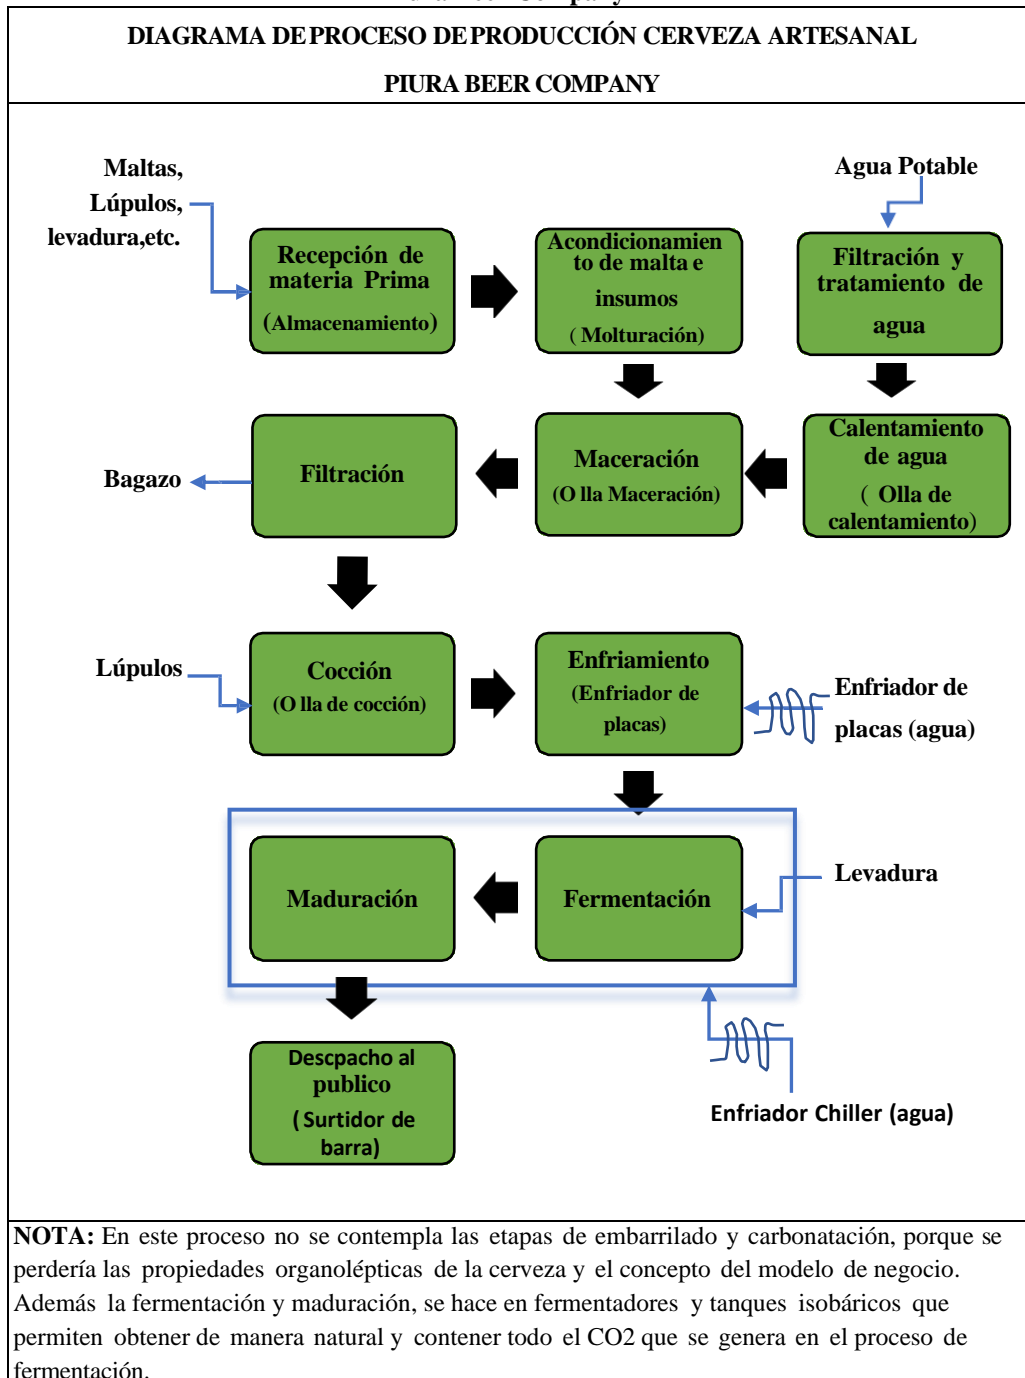 DIAGRAMA DE PROCESO DE PRODUCCIÓN CERVEZA ARTESANAL
PIURA BEER COMPANY
Maltas,
Lúpulos,
levadura,etc.
Agua Potable
Recepción de
materia Prima
(Almacenamiento)
Acondicionamien
to de malta e
insumos
( Molturación)
Filtración y
tratamiento de
agua
Bagazo
Filtración
Maceración
(O lla Maceración)
Calentamiento
de agua
( Olla de
calentamiento)
Lúpulos
Cocción
(O lla de cocción)
Enfriamiento
(Enfriador de
placas)
Enfriador de
placas (agua)
Maduración
Fermentación
Levadura
Descpacho al
publico
( Surtidor de
barra)
Enfriador Chiller (agua)
NOTA: En este proceso no se contempla las etapas de embarrilado y carbonatación, porque se
perdería las propiedades organolépticas de la cerveza y el concepto del modelo de negocio.
Además la fermentación y maduración, se hace en fermentadores y tanques isobáricos que
permiten obtener de manera natural y contener todo el CO2 que se genera en el proceso de
fermentación.